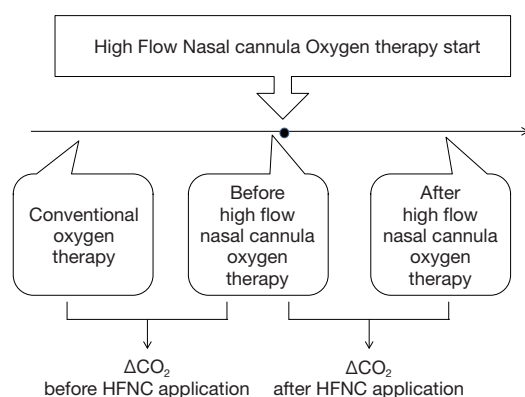 High Flow Nasal cannula Oxygen therapy start
Conventional
oxygen
therapy
Before
high flow
nasal cannula
oxygen
therapy
After
high flow
nasal cannula
oxygen
therapy
ΔCO₂
before HFNC application
ΔCO₂
after HFNC application